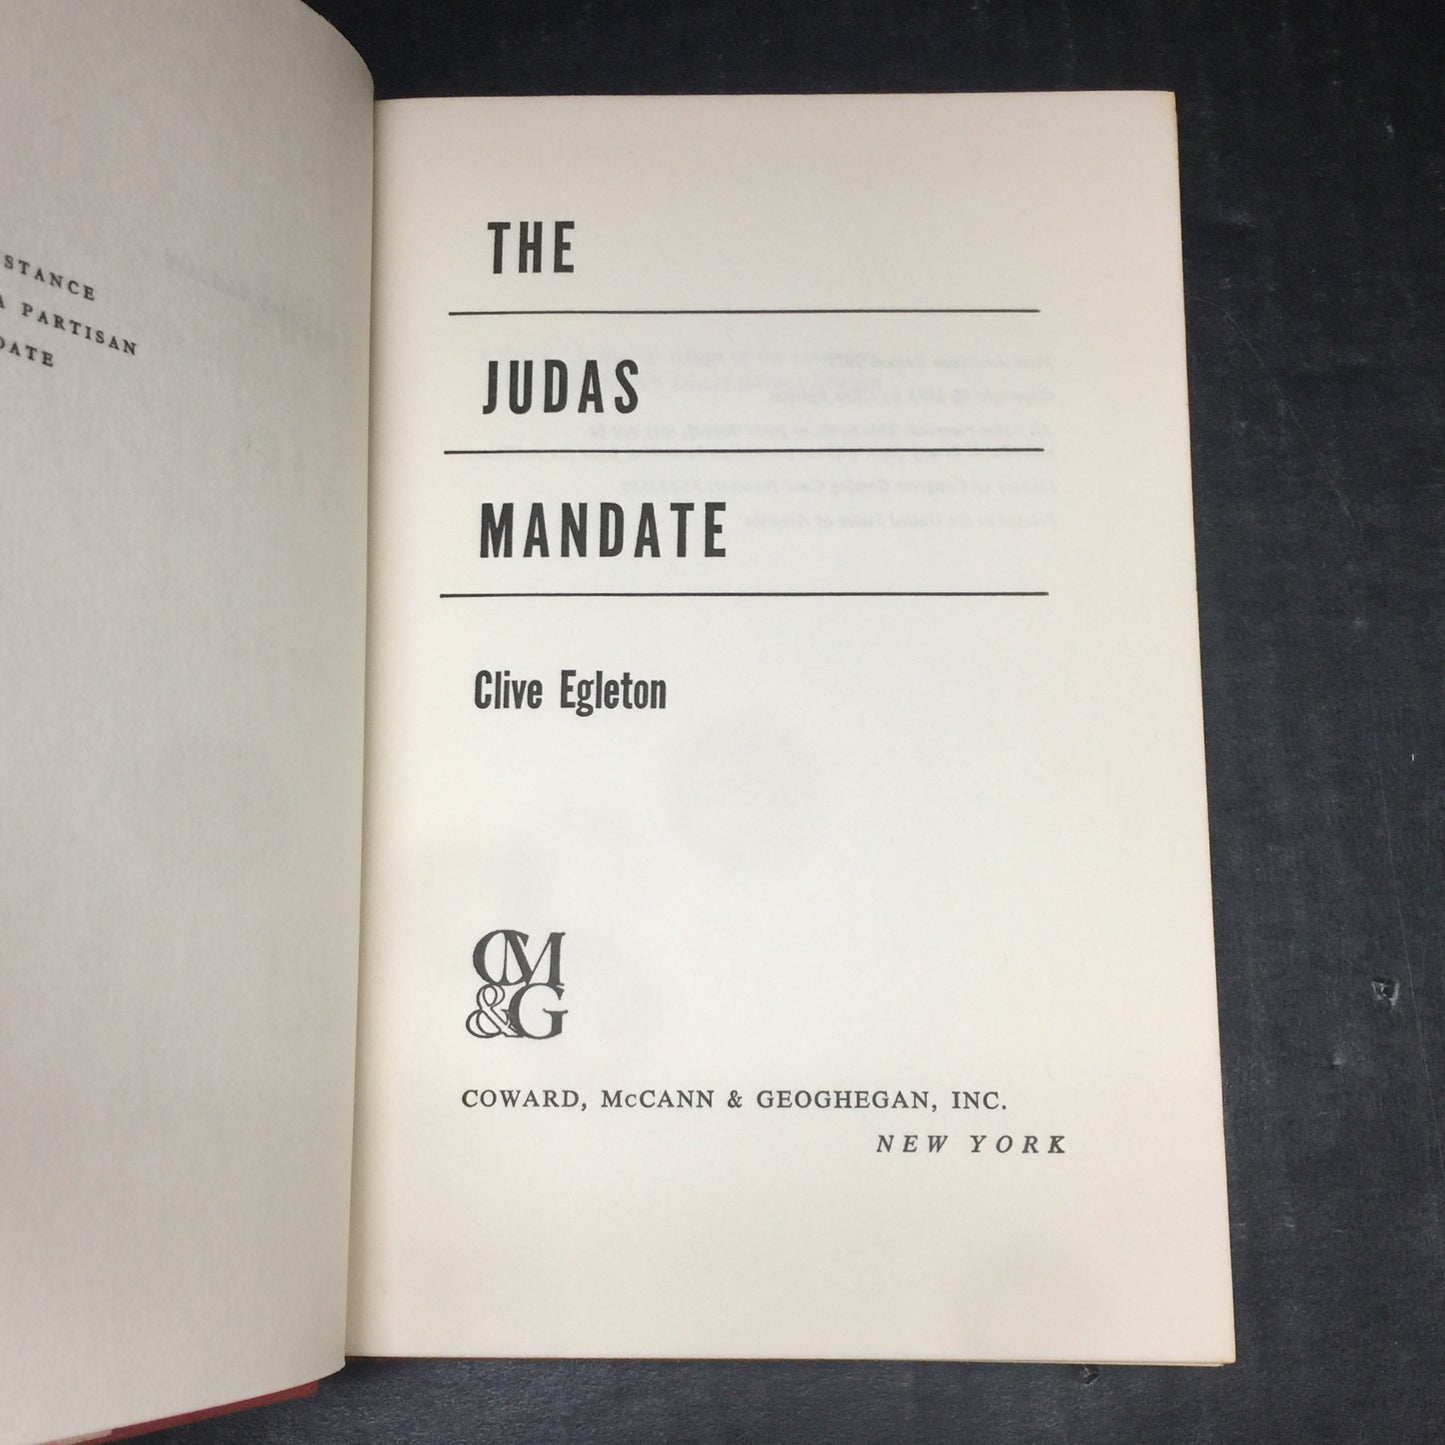 STANCE
A PARTISAN
DATE
THE
JUDAS
MANDATE
Clive Egleton
CM
&G
COWARD, McCANN & GEOGHEGAN, INC.
NEW YORK